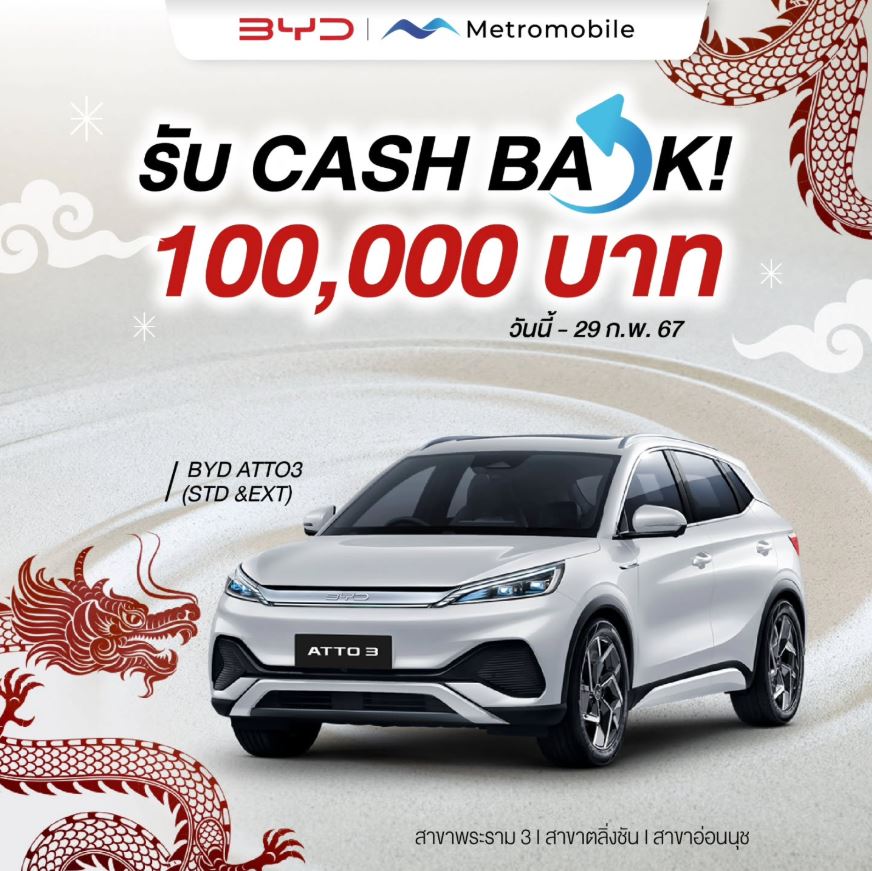 BYD | Metromobile
รับ CASH BACK!
100,000 บาท
วันนี้ - 29 ก.พ. 67
BYD ATTO3
(STD &EXT)
BYD
ATTO 3
สาขาพระราม 3 | สาขาตลิ่งชัน | สาขาอ่อนนุช